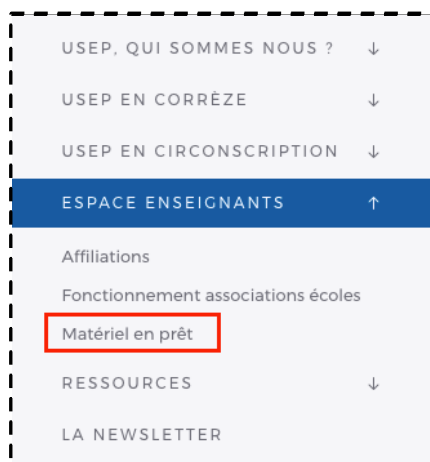 USEP, QUI SOMMES NOUS ? ↓
USEP EN CORRÈZE ↓
USEP EN CIRCONSCRIPTION ↓
ESPACE ENSEIGNANTS ↑
Affiliations
Fonctionnement associations écoles
Matériel en prêt
RESSOURCES ↓
LA NEWSLETTER